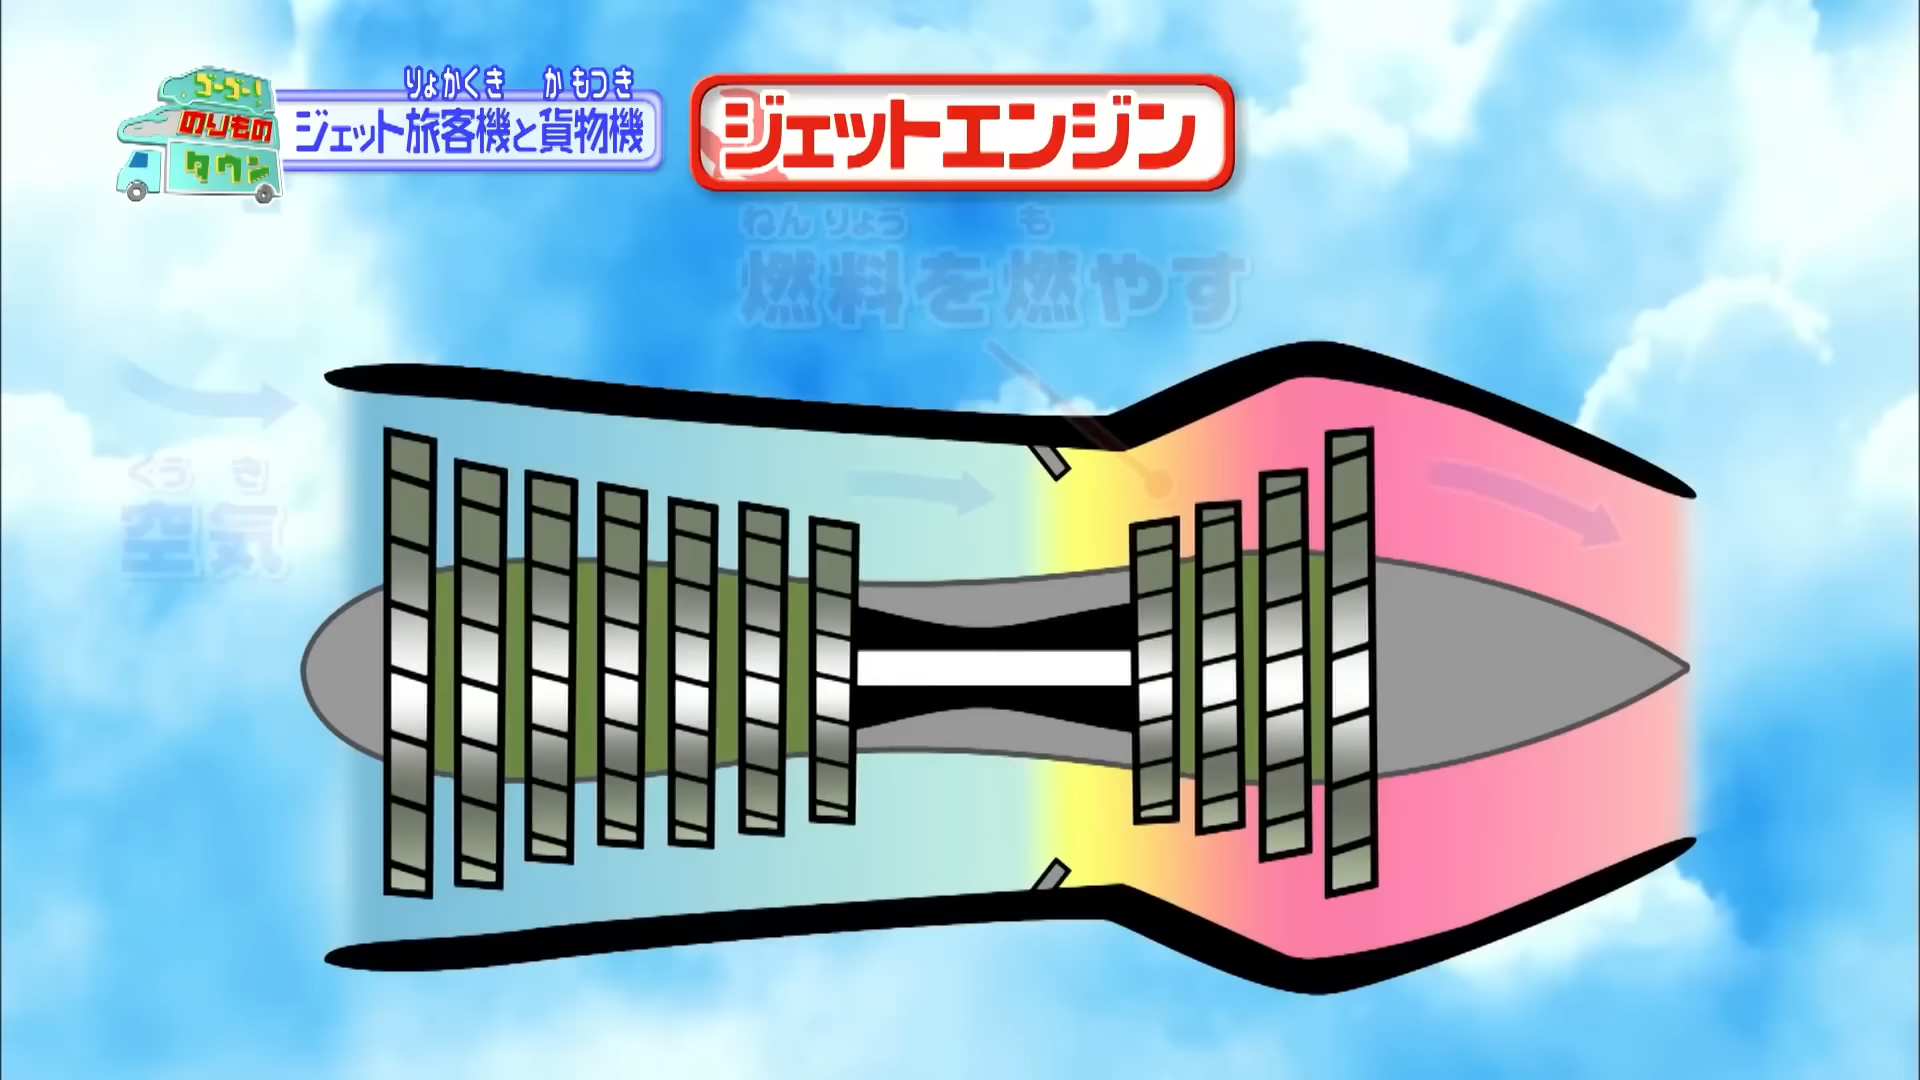 ゴーゴー！
のりもの
タウン
りょかくき かもつき
ジェット旅客機と貨物機
ジェットエンジン
ねんりょう も
燃料を燃やす
くうき
空気